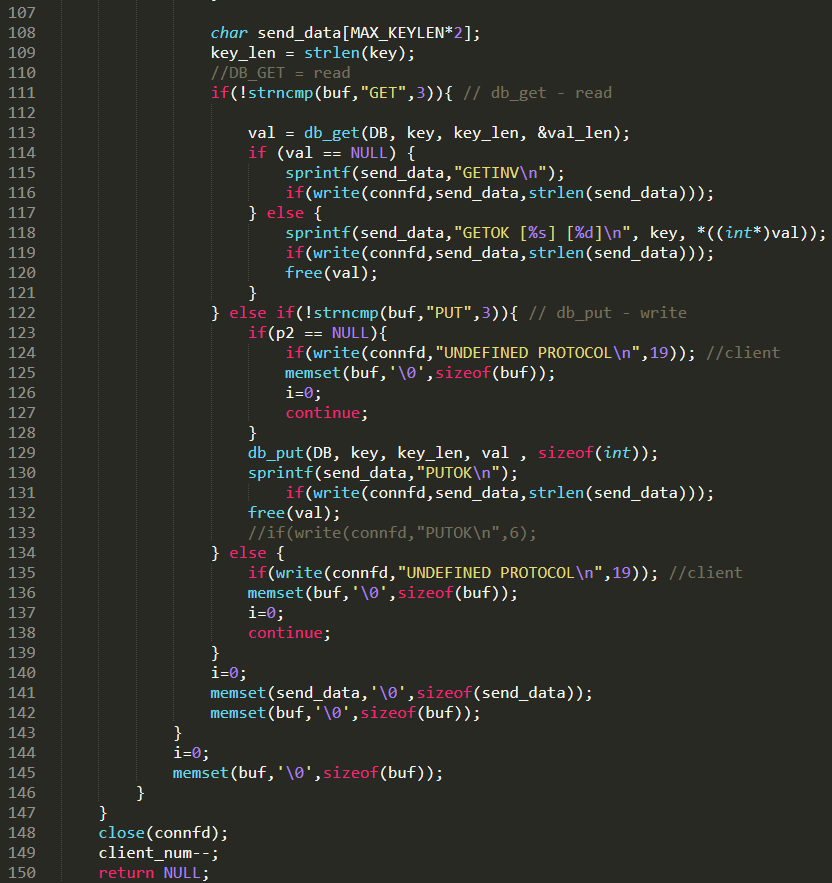 107
108 char send_data[MAX_KEYLEN*2];
109 key_len = strlen(key);
110 //DB_GET = read
111 if(!strncmp(buf,"GET",3)){ // db_get - read
112
113 val = db_get(DB, key, key_len, &val_len);
114 if (val == NULL) {
115 sprintf(send_data,"GETINV\n");
116 if(write(connfd,send_data,strlen(send_data)));
117 } else {
118 sprintf(send_data,"GETOK [%s] [%d]\n", key, *((int*)val));
119 if(write(connfd,send_data,strlen(send_data)));
120 free(val);
121 }
122 } else if(!strncmp(buf,"PUT",3)){ // db_put - write
123 if(p2 == NULL){
124 if(write(connfd,"UNDEFINED PROTOCOL\n",19)); //client
125 memset(buf,'\0',sizeof(buf));
126 i=0;
127 continue;
128 }
129 db_put(DB, key, key_len, val , sizeof(int));
130 sprintf(send_data,"PUTOK\n");
131 if(write(connfd,send_data,strlen(send_data)));
132 free(val);
133 //if(write(connfd,"PUTOK\n",6);
134 } else {
135 if(write(connfd,"UNDEFINED PROTOCOL\n",19)); //client
136 memset(buf,'\0',sizeof(buf));
137 i=0;
138 continue;
139 }
140 i=0;
141 memset(send_data,'\0',sizeof(send_data));
142 memset(buf,'\0',sizeof(buf));
143 }
144 i=0;
145 memset(buf,'\0',sizeof(buf));
146 }
147 }
148 close(connfd);
149 client_num--;
150 return NULL;